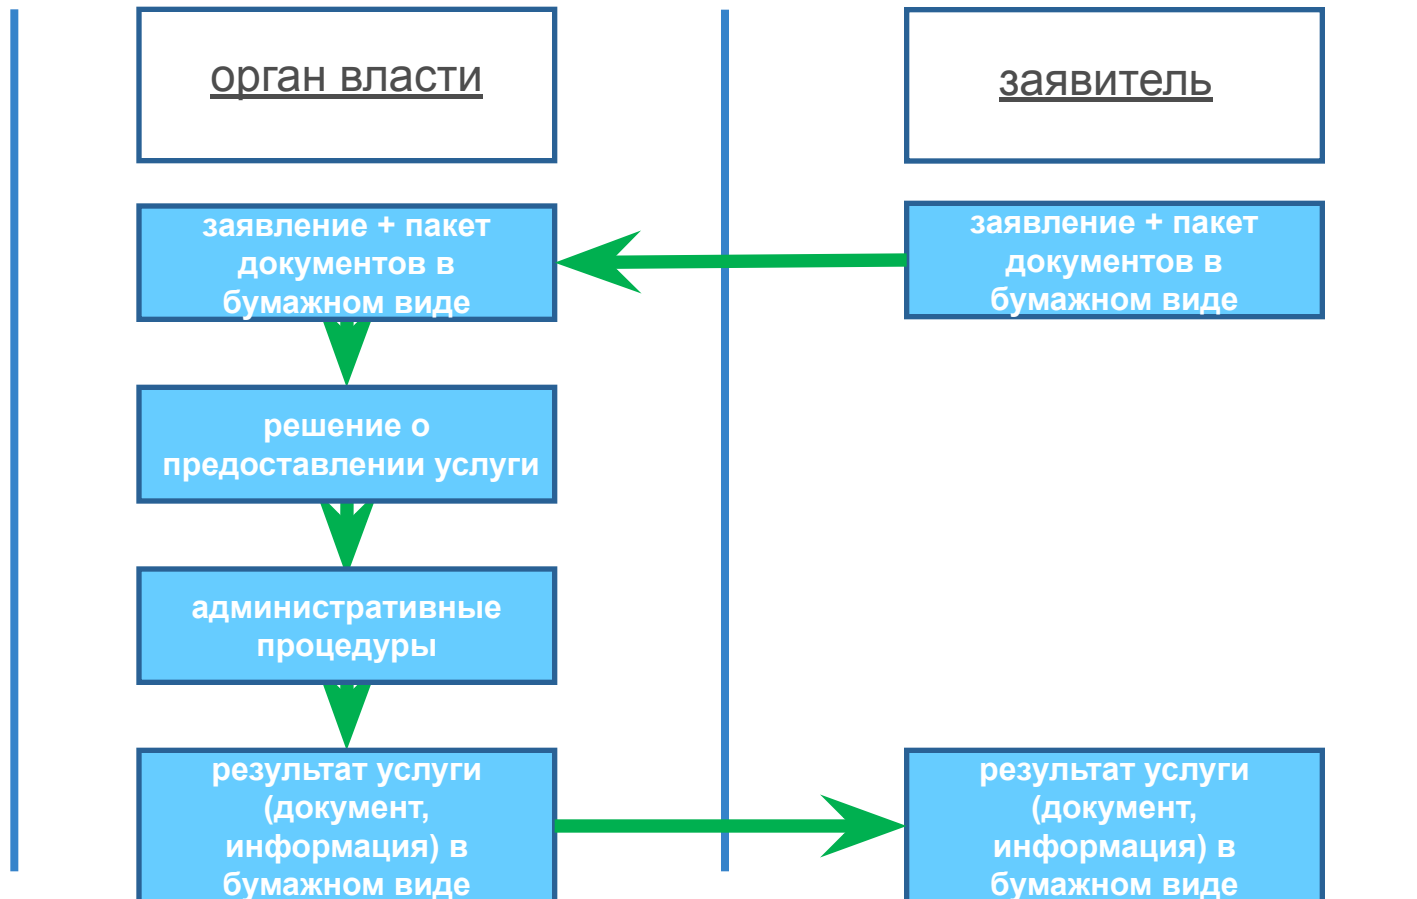 орган власти
заявитель
заявление + пакет
документов в
бумажном виде
заявление + пакет
документов в
бумажном виде
решение о
предоставлении услуги
административные
процедуры
результат услуги
(документ,
информация) в
бумажном виде
результат услуги
(документ,
информация) в
бумажном виде